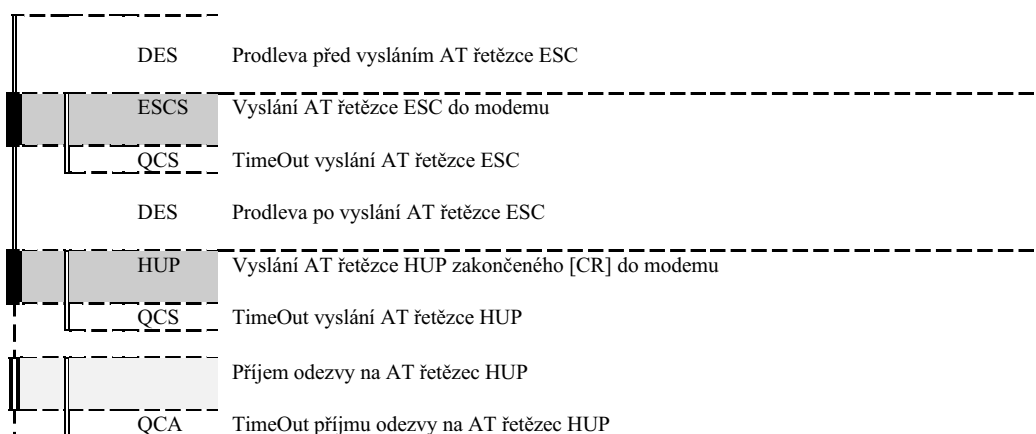 DES Prodleva před vysláním AT řetězce ESC
ESCS Vyslání AT řetězce ESC do modemu
QCS TimeOut vyslání AT řetězce ESC
DES Prodleva po vyslání AT řetězce ESC
HUP Vyslání AT řetězce HUP zakončeného [CR] do modemu
QCS TimeOut vyslání AT řetězce HUP
Příjem odezvy na AT řetězec HUP
QCA TimeOut příjmu odezvy na AT řetězec HUP